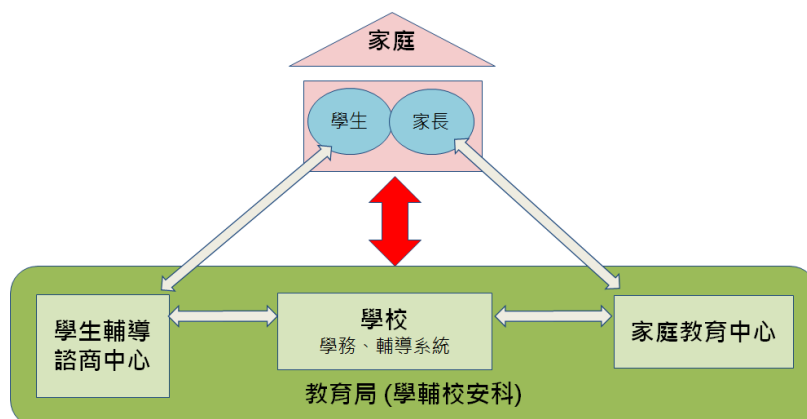 家庭
學生
家長
學生輔導
諮商中心
學校
學務、輔導系統
家庭教育中心
教育局 (學輔校安科)